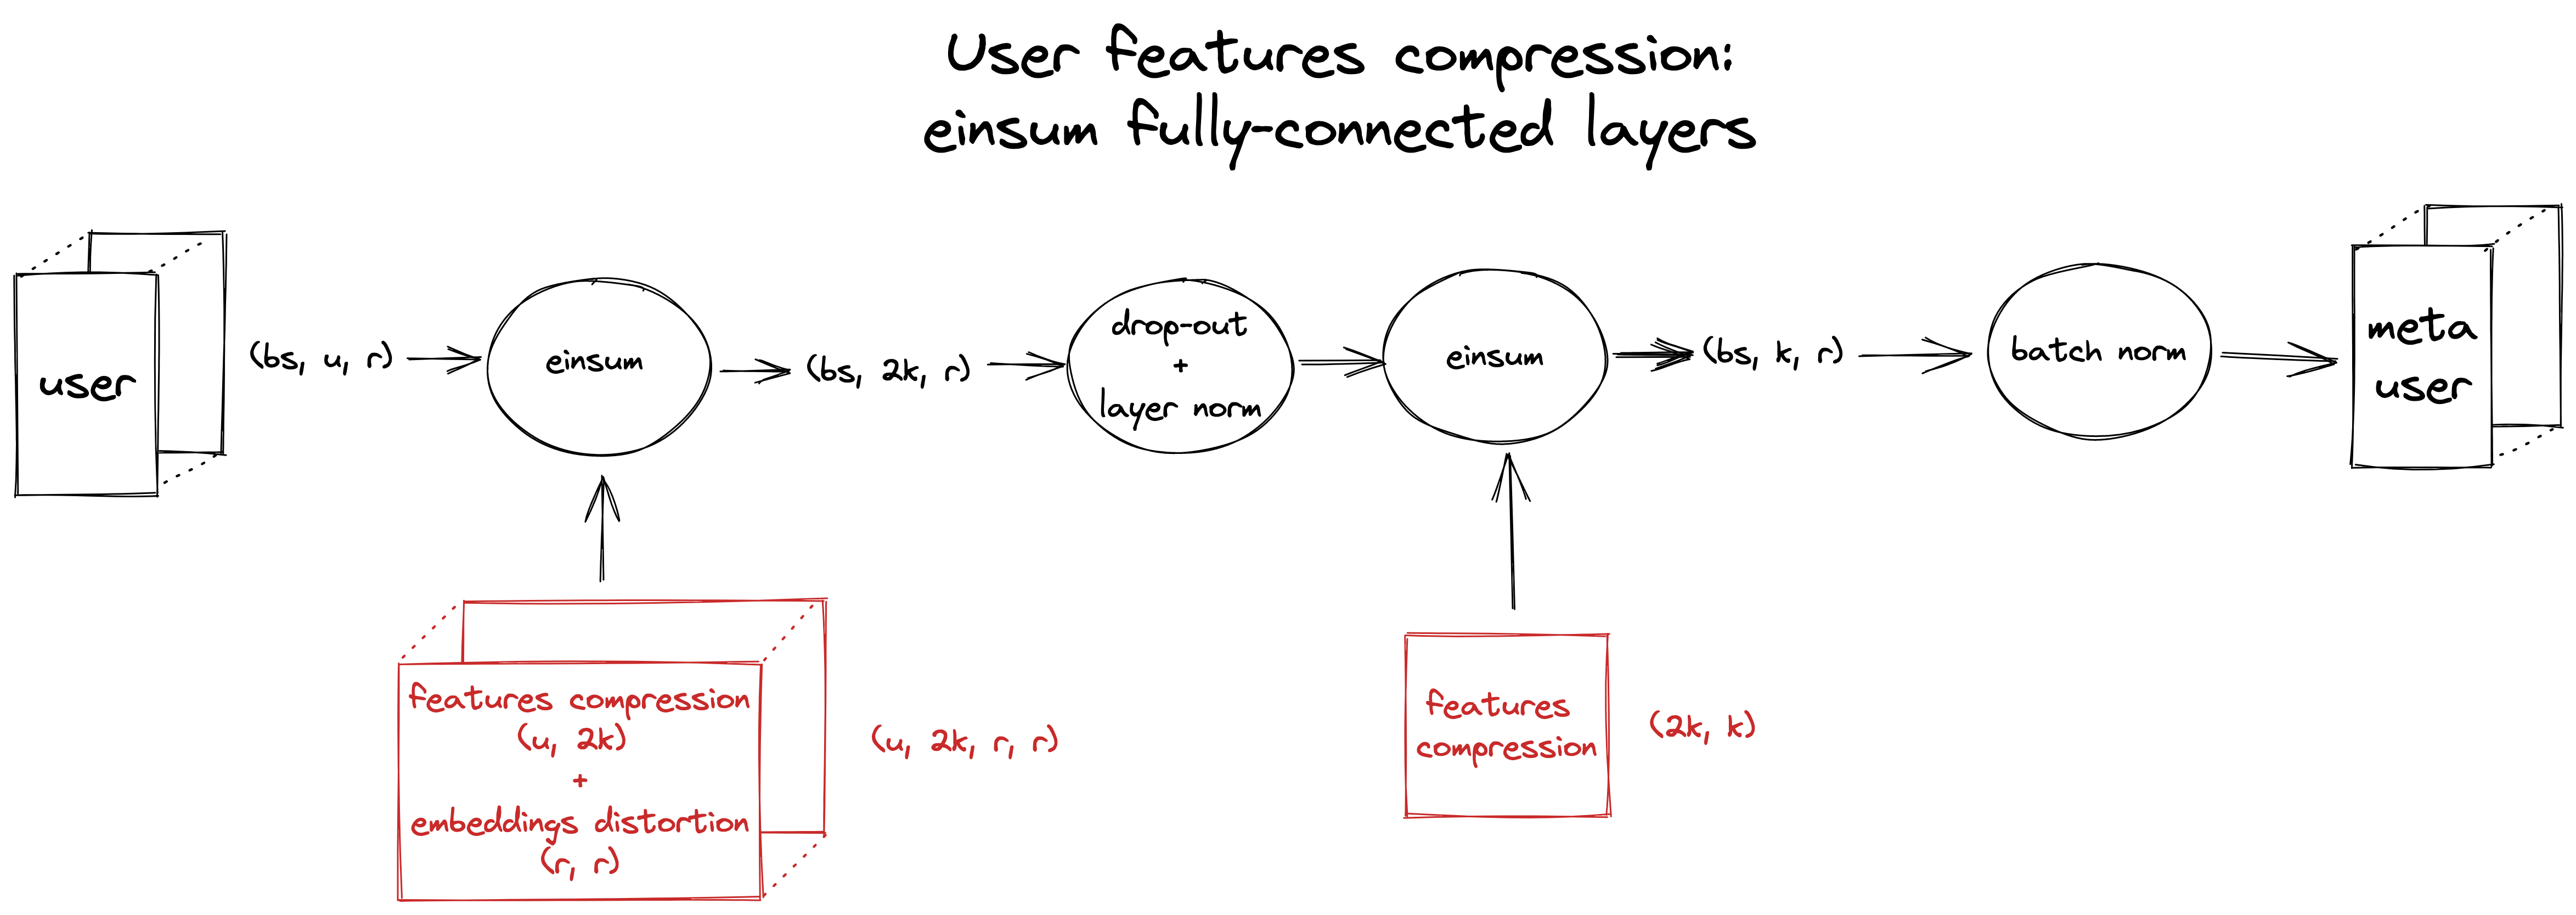 User features compression:
einsum fully-connected layers
user
(bs, u, r)
einsum
(bs, 2k, r)
drop-out
+
layer norm
einsum
(bs, k, r)
batch norm
meta
user
features compression
(u, 2k)
+
embeddings distortion
(r, r)
(u, 2k, r, r)
features
compression
(2k, k)